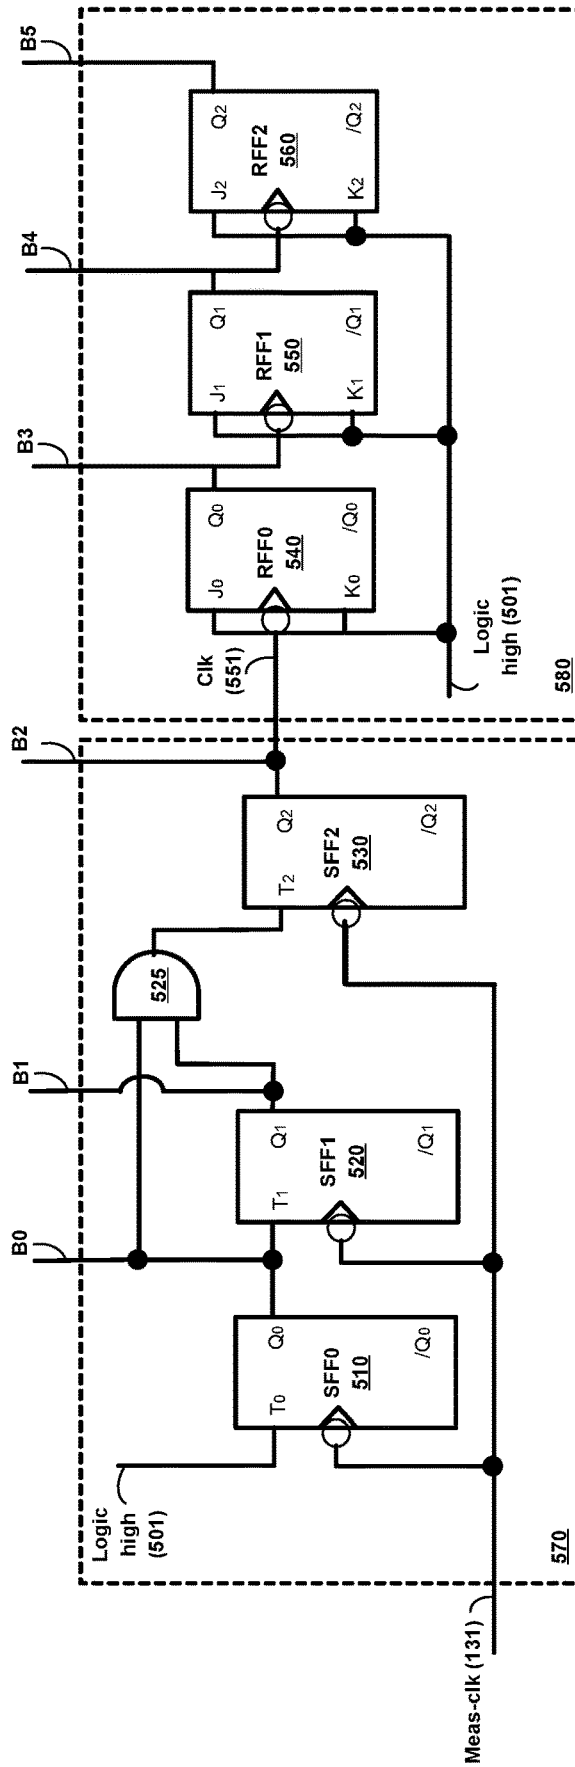 B0
B1
B2
B3
B4
B5
Logic
high
(501)
T0
Q0
SFF0
510
/Q0
T1
Q1
SFF1
520
/Q1
525
T2
Q2
SFF2
530
/Q2
Meas-clk (131)
570
Clk
(551)
J0
Q0
RFF0
540
K0
/Q0
J1
Q1
RFF1
550
K1
/Q1
J2
Q2
RFF2
560
K2
/Q2
Logic
high (501)
580